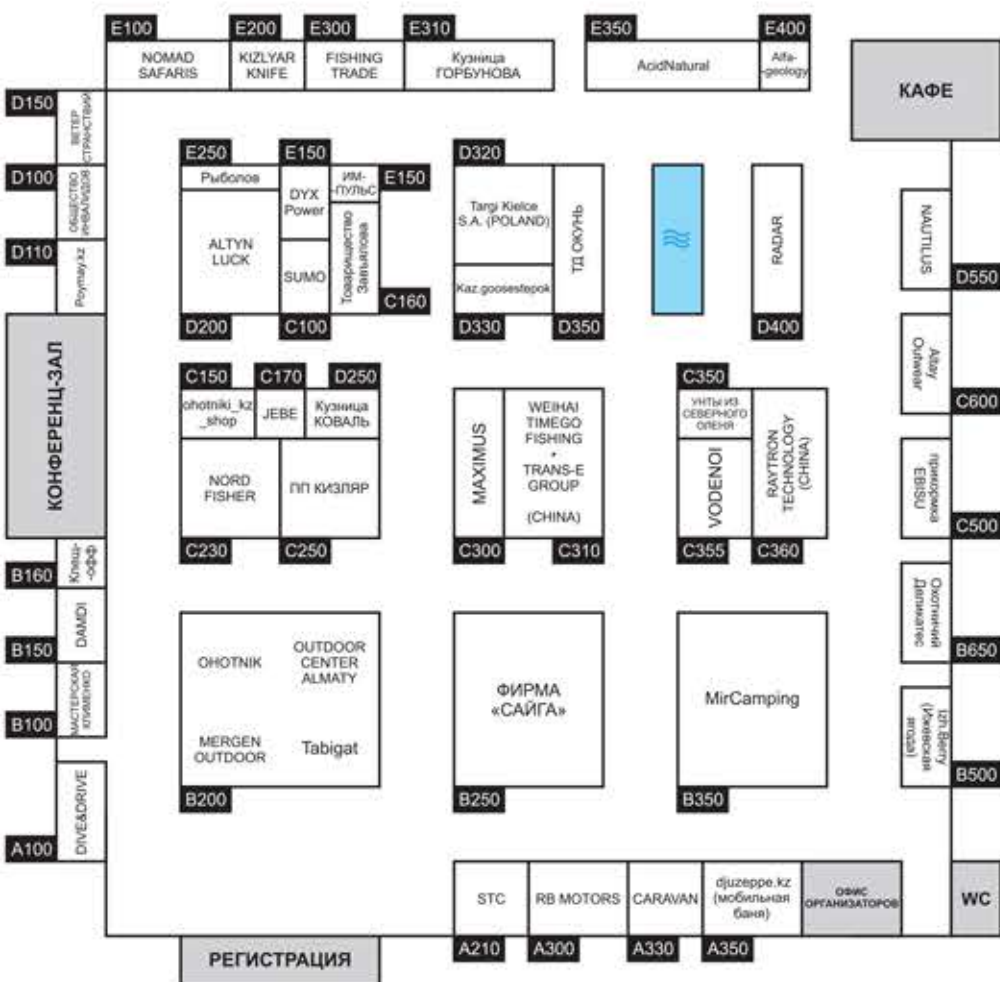 E100
E200
E300
E310
E350
E400
NOMAD
SAFARIS
KIZLYAR
KNIFE
FISHING
TRADE
Кузница
ГОРБУНОВА
AcidNatural
Alfa-
geology
КАФЕ
D150
ВЕТЕР
СТРАНСТВИЙ
D100
ОБЩЕСТВО
ИНВАЛИДОВ
D110
Poymay.kz
E250
E150
Рыболов
DYX
Power
ИМ-
ПУЛЬС
E150
ALTYN
LUCK
SUMO
Товарищество
Завьялова
C160
D200
C100
D320
Targi Kielce
S.A. (POLAND)
ТД ОКУНЬ
Kaz.goosestepok
D330
D350
RADAR
D400
NAUTILUS
D550
КОНФЕРЕНЦ-ЗАЛ
C150
C170
D250
ohotniki_kz
_shop
JEBE
Кузница
КОВАЛЬ
NORD
FISHER
ПП КИЗЛЯР
C230
C250
MAXIMUS
WEIHAI
TIMEGO
FISHING
+
TRANS-E
GROUP
(CHINA)
C300
C310
C350
УНТЫ ИЗ
СЕВЕРНОГО
ОЛЕНЯ
VODENOI
RAYTRON
TECHNOLOGY
(CHINA)
C355
C360
Altay
Outwear
C600
прикормка
EBISU
C500
B160
Клещ-
-офф
B150
DAMDI
B100
МАСТЕРСКАЯ
КЛИМЕНКО
A100
DIVE&DRIVE
OHOTNIK
OUTDOOR
CENTER
ALMATY
MERGEN
OUTDOOR
Tabigat
B200
ФИРМА
«САЙГА»
B250
MirCamping
B350
Охотничий
Деликатес
B650
Izh.Berry
(Ижевская
ягода)
B500
STC
RB MOTORS
CARAVAN
djuzeppe.kz
(мобильная
баня)
ОФИС
ОРГАНИЗАТОРОВ
WC
A210
A300
A330
A350
РЕГИСТРАЦИЯ